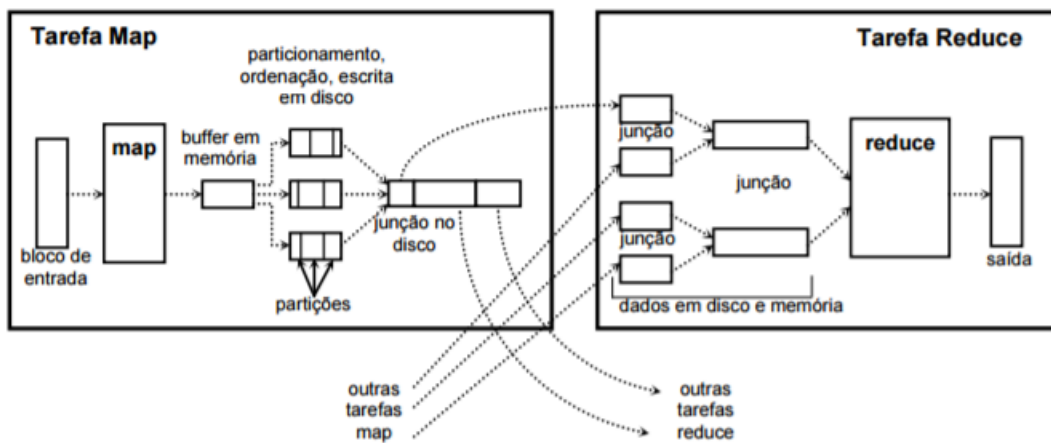 Tarefa Map
particionamento,
ordenação, escrita
em disco
buffer em
memória
map
bloco de
entrada
junção no
disco
partições
Tarefa Reduce
junção
junção
junção
reduce
saída
dados em disco e memória
outras
tarefas
map
outras
tarefas
reduce